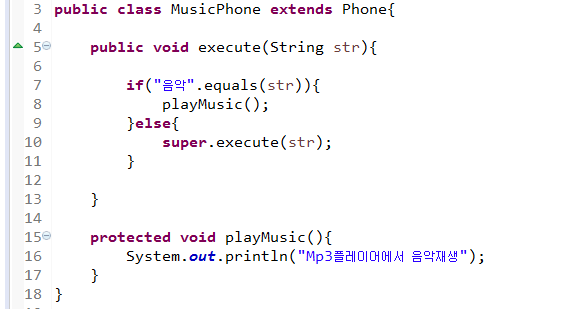 3 public class MusicPhone extends Phone{
4
5 public void execute(String str){
6
7 if("음악".equals(str)){
8 playMusic();
9 }else{
10 super.execute(str);
11 }
12
13 }
14
15 protected void playMusic(){
16 System.out.println("Mp3플레이어에서 음악재생");
17 }
18 }